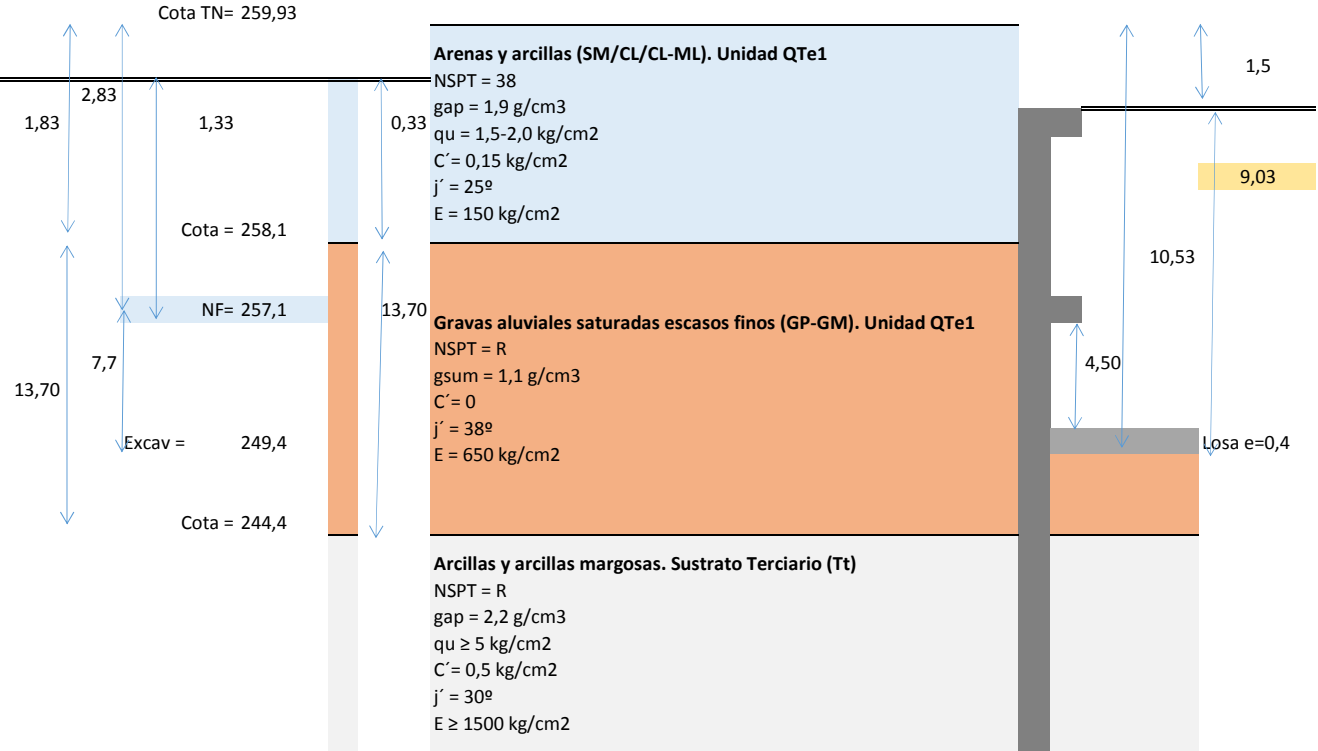 Cota TN= 259,93
Arenas y arcillas (SM/CL/CL-ML). Unidad QTe1
NSPT = 38
gap = 1,9 g/cm3
qu = 1,5-2,0 kg/cm2
C´= 0,15 kg/cm2
j´ = 25º
E = 150 kg/cm2
1,5
2,83
1,83
1,33
0,33
9,03
Cota = 258,1
10,53
NF= 257,1
13,70
Gravas aluviales saturadas escasos finos (GP-GM). Unidad QTe1
NSPT = R
gsum = 1,1 g/cm3
C´= 0
j´ = 38º
E = 650 kg/cm2
7,7
4,50
13,70
Excav = 249,4
Losa e=0,4
Cota = 244,4
Arcillas y arcillas margosas. Sustrato Terciario (Tt)
NSPT = R
gap = 2,2 g/cm3
qu ≥ 5 kg/cm2
C´= 0,5 kg/cm2
j´ = 30º
E ≥ 1500 kg/cm2